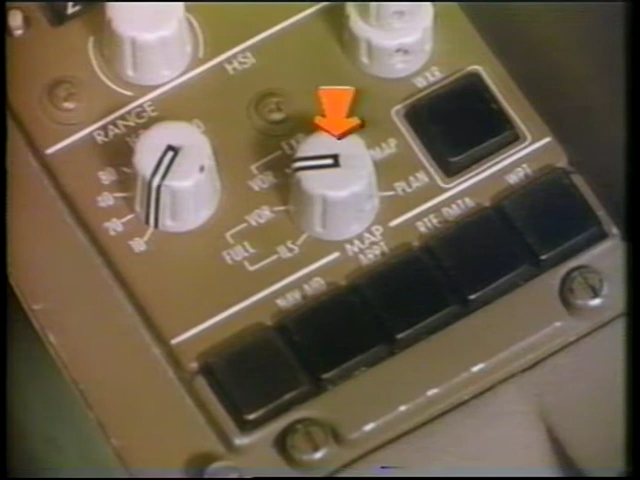 HSI
RANGE
WXR
80
40
20
10
MAP
VOR
PLAN
VOR
FULL
ILS
MAP
NAV AID
ARPT
RTE DATA
WPT